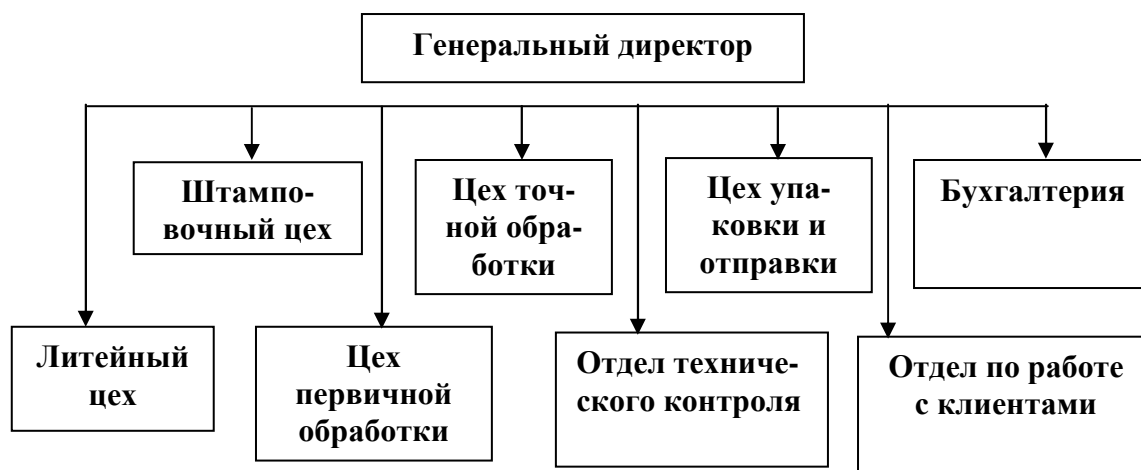 Генеральный директор
Штампо-
вочный цех
Цех точ-
ной обра-
ботки
Цех упа-
ковки и
отправки
Бухгалтерия
Литейный
цех
Цех
первичной
обработки
Отдел техниче-
ского контроля
Отдел по работе
с клиентами